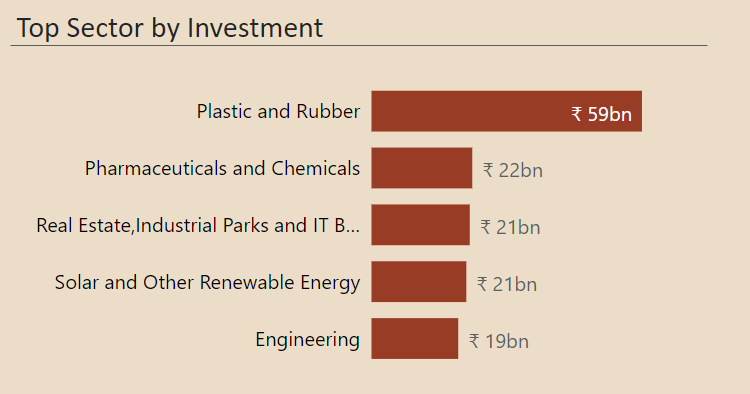 Top Sector by Investment
Plastic and Rubber ₹ 59bn
Pharmaceuticals and Chemicals ₹ 22bn
Real Estate,Industrial Parks and IT B... ₹ 21bn
Solar and Other Renewable Energy ₹ 21bn
Engineering ₹ 19bn